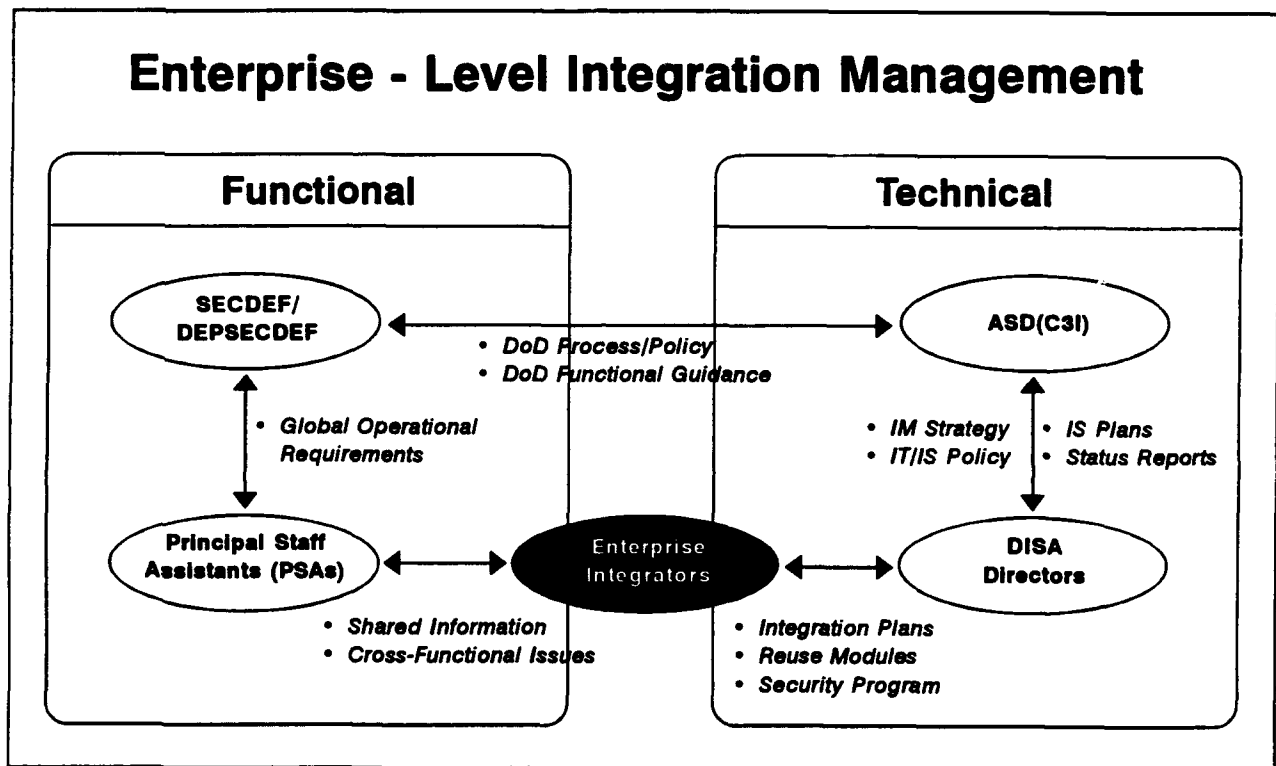 Enterprise - Level Integration Management
Functional
Technical
SECDEF/
DEPSECDEF
ASD(C3I)
• DoD Process/Policy
• DoD Functional Guidance
• Global Operational
Requirements
• IM Strategy
• IT/IS Policy
• IS Plans
• Status Reports
Principal Staff
Assistants (PSAs)
Enterprise
Integrators
DISA
Directors
• Shared Information
• Cross-Functional Issues
• Integration Plans
• Reuse Modules
• Security Program